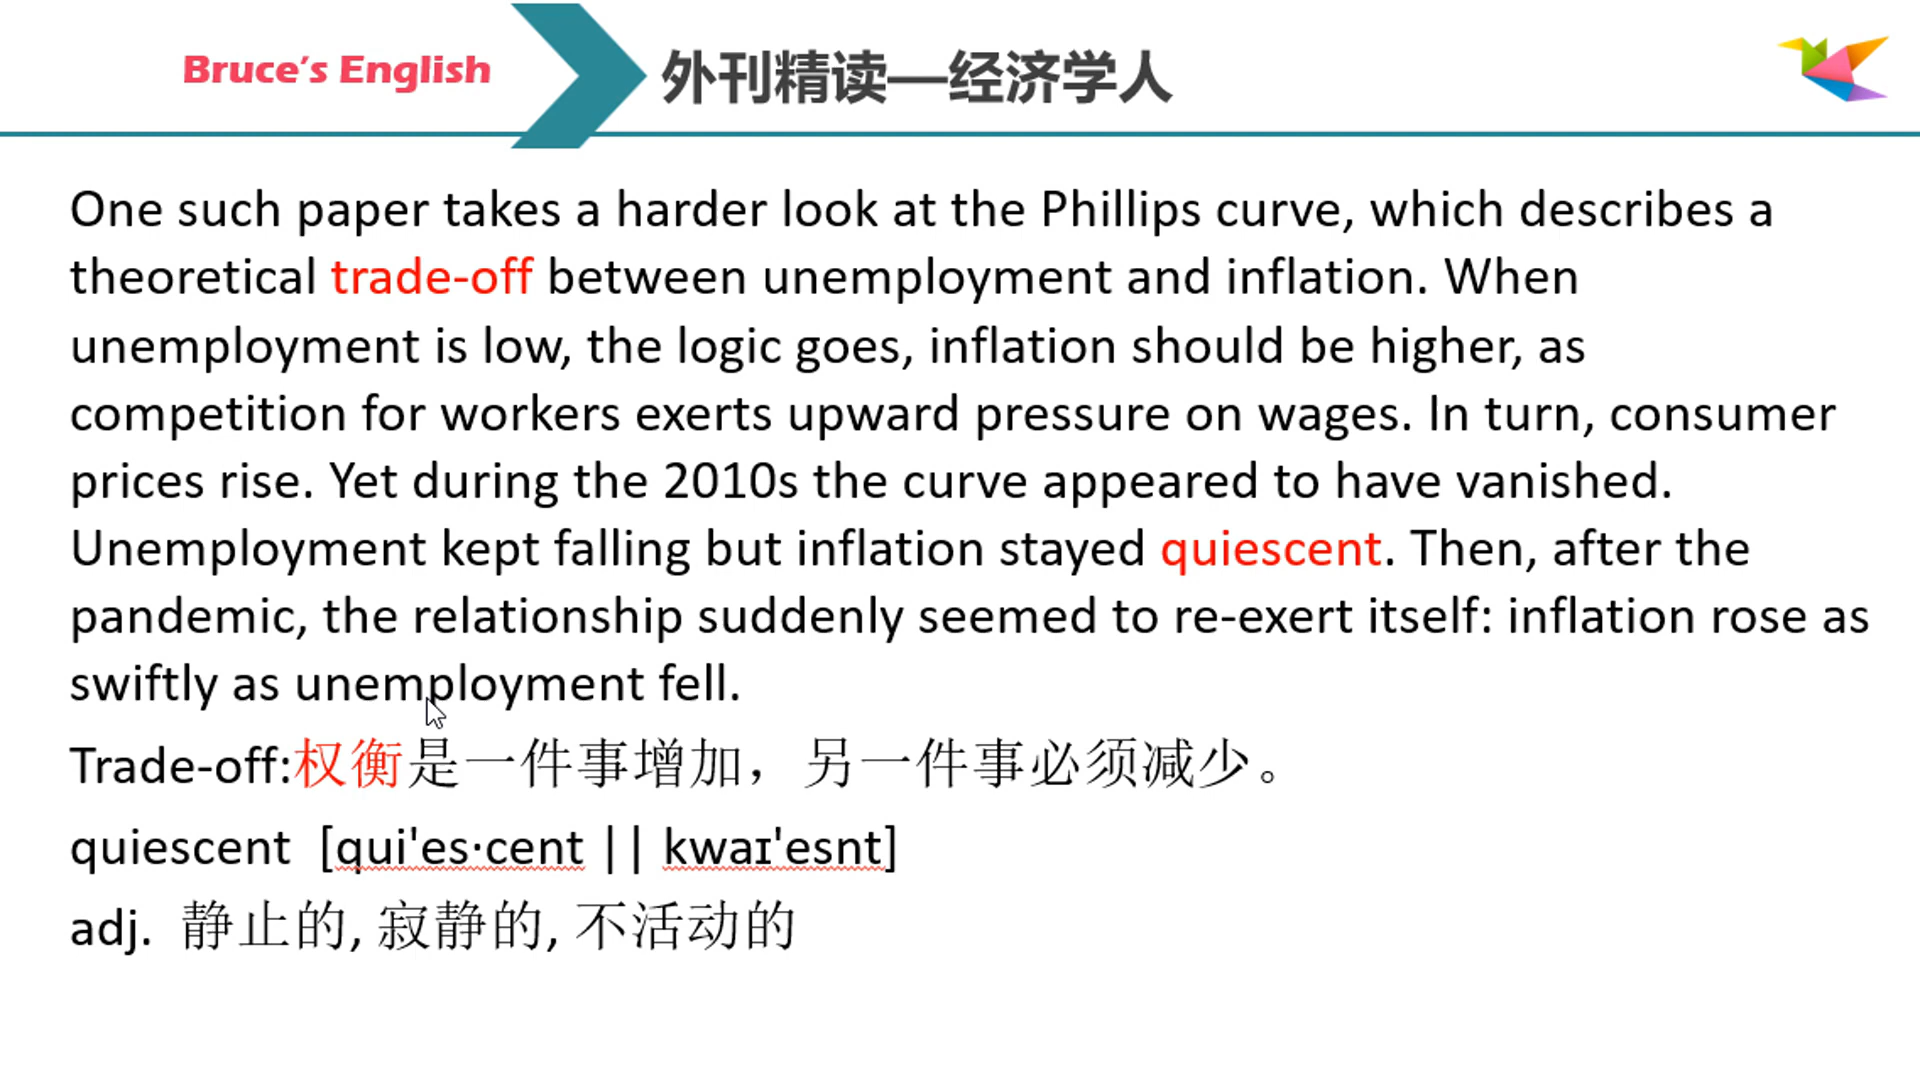 Bruce's English
外刊精读—经济学人
One such paper takes a harder look at the Phillips curve, which describes a
theoretical trade-off between unemployment and inflation. When
unemployment is low, the logic goes, inflation should be higher, as
competition for workers exerts upward pressure on wages. In turn, consumer
prices rise. Yet during the 2010s the curve appeared to have vanished.
Unemployment kept falling but inflation stayed quiescent. Then, after the
pandemic, the relationship suddenly seemed to re-exert itself: inflation rose as
swiftly as unemployment fell.
Trade-off:权衡是一件事增加，另一件事必须减少。
quiescent [qui'es·cent || kwaɪ'esnt]
adj. 静止的, 寂静的, 不活动的